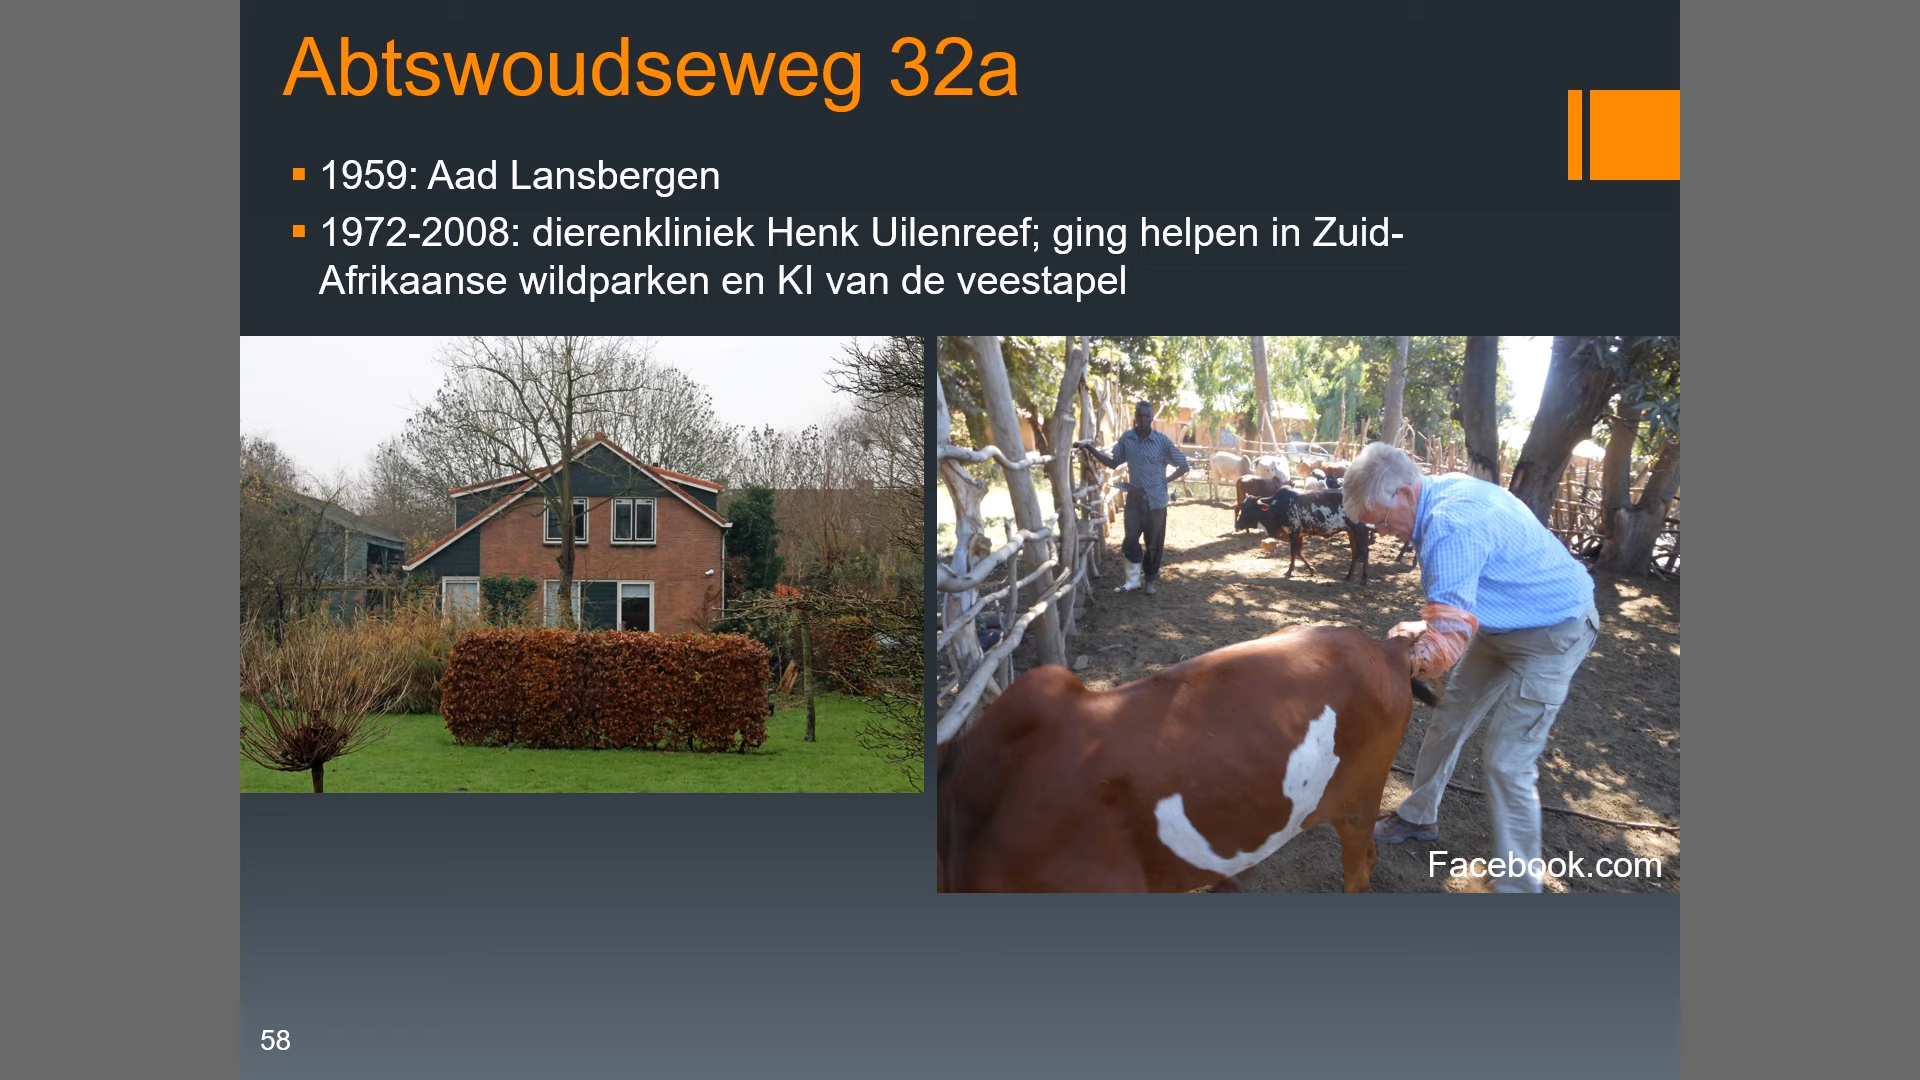 Abtswoudseweg 32a
1959: Aad Lansbergen
1972-2008: dierenkliniek Henk Uilenreef; ging helpen in Zuid-
Afrikaanse wildparken en KI van de veestapel
Facebook.com
58